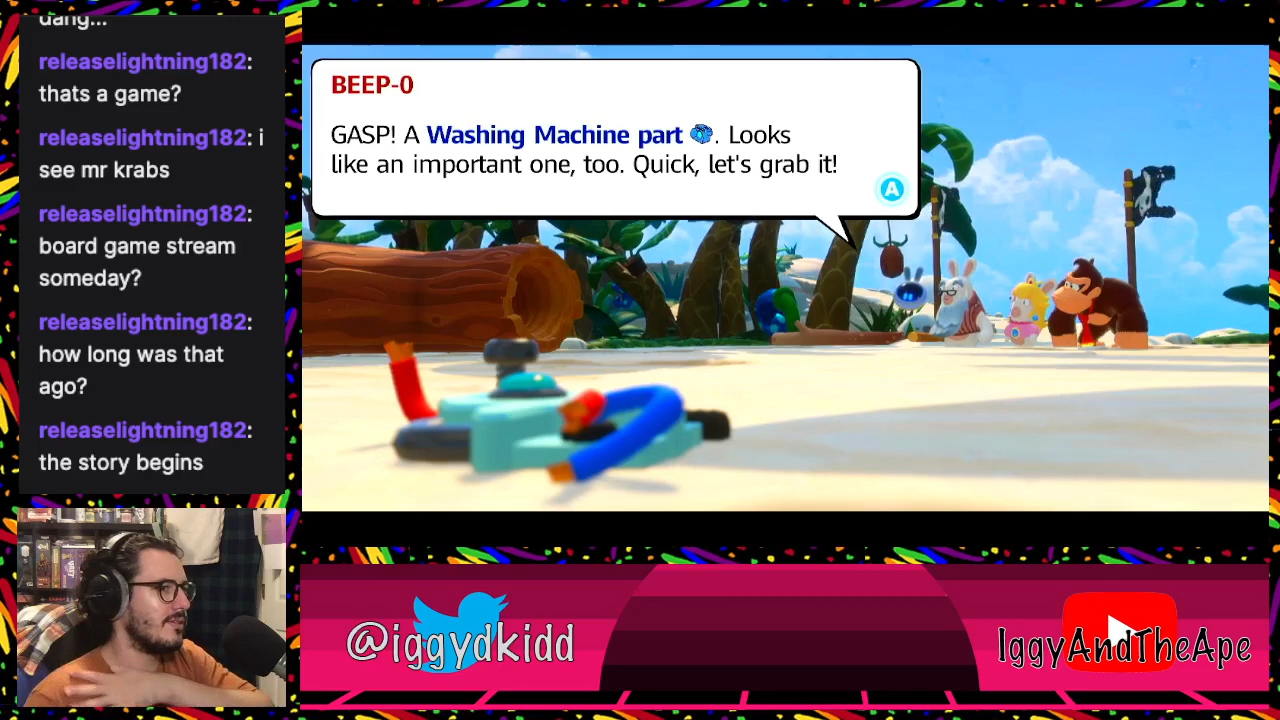 dang...
releaselightning182:
thats a game?
releaselightning182: i
see mr krabs
releaselightning182:
board game stream
someday?
releaselightning182:
how long was that
ago?
releaselightning182:
the story begins
BEEP-0
GASP! A Washing Machine part. Looks
like an important one, too. Quick, let's grab it!
A
@iggydkidd
IggyAndTheApe